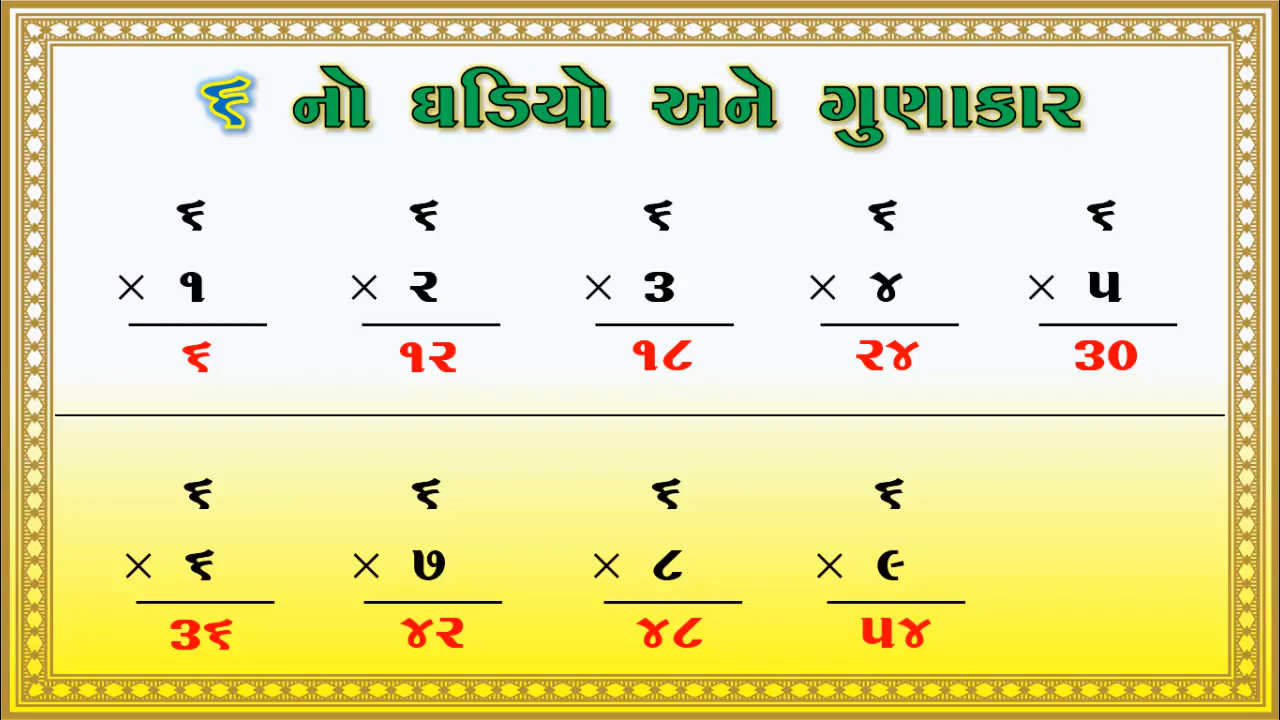 ૬ નો ઘડિયો અને ગુણાકાર
૬ ૬ ૬ ૬ ૬
× ૧ × ૨ × ૩ × ૪ × ૫
૬ ૧૨ ૧૮ ૨૪ ૩૦
૬ ૬ ૬ ૬
× ૬ × ૭ × ૮ × ૯
૩૬ ૪૨ ૪૮ ૫૪